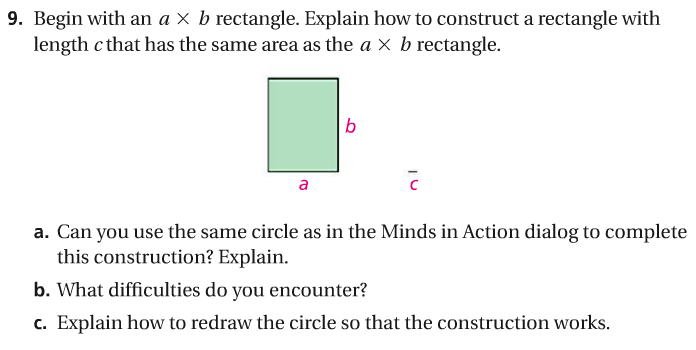 9. Begin with an a × b rectangle. Explain how to construct a rectangle with
length c that has the same area as the a × b rectangle.
b
a
c
a. Can you use the same circle as in the Minds in Action dialog to complete
this construction? Explain.
b. What difficulties do you encounter?
c. Explain how to redraw the circle so that the construction works.